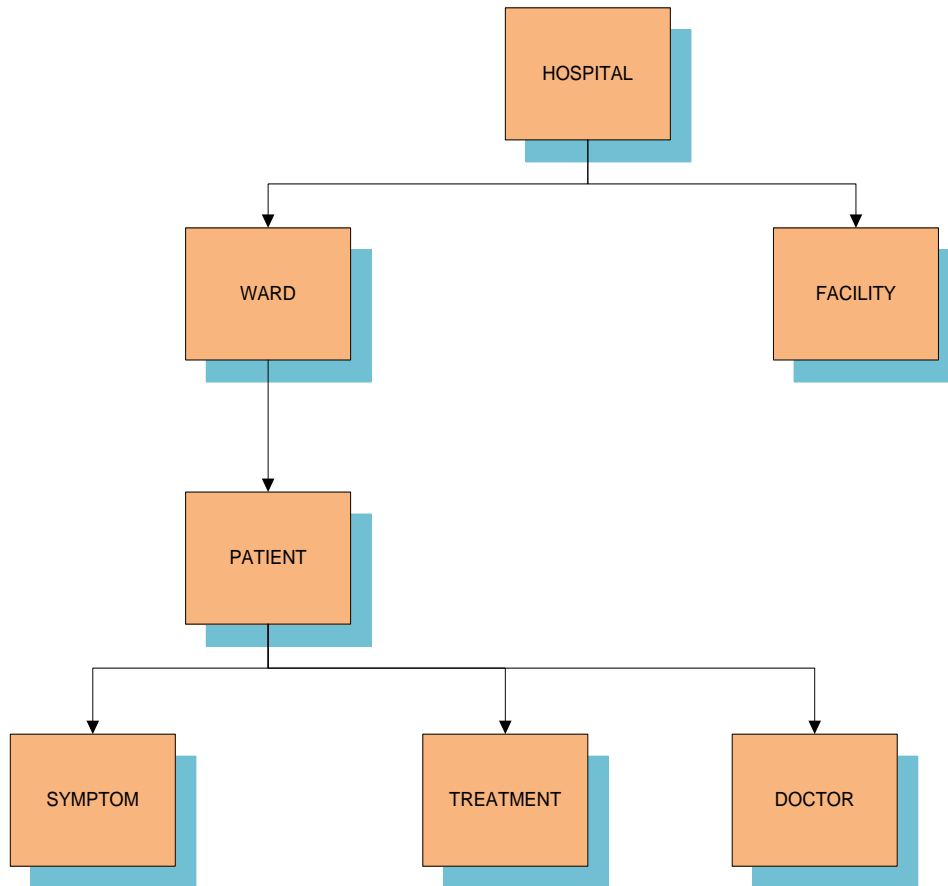 HOSPITAL
WARD
FACILITY
PATIENT
SYMPTOM
TREATMENT
DOCTOR